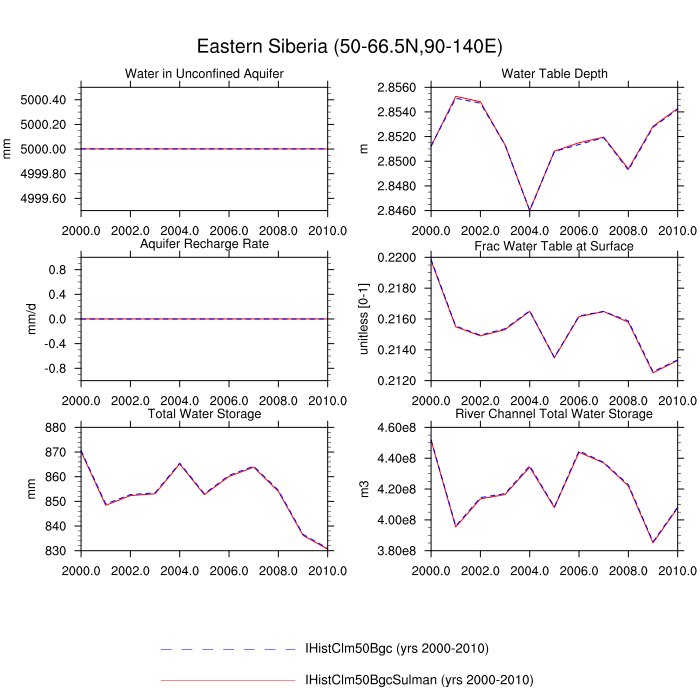 Eastern Siberia (50-66.5N,90-140E)
Water in Unconfined Aquifer
5000.40
5000.20
5000.00
4999.80
4999.60
mm
2000.0 2002.0 2004.0 2006.0 2008.0 2010.0
Water Table Depth
2.8560
2.8540
2.8520
2.8500
2.8480
2.8460
m
2000.0 2002.0 2004.0 2006.0 2008.0 2010.0
Aquifer Recharge Rate
0.8
0.4
0.0
-0.4
-0.8
mm/d
2000.0 2002.0 2004.0 2006.0 2008.0 2010.0
Frac Water Table at Surface
0.2200
0.2180
0.2160
0.2140
0.2120
unitless [0-1]
2000.0 2002.0 2004.0 2006.0 2008.0 2010.0
Total Water Storage
880
870
860
850
840
830
mm
2000.0 2002.0 2004.0 2006.0 2008.0 2010.0
River Channel Total Water Storage
4.60e8
4.40e8
4.20e8
4.00e8
3.80e8
m3
2000.0 2002.0 2004.0 2006.0 2008.0 2010.0
IHistClm50Bgc (yrs 2000-2010)
IHistClm50BgcSulman (yrs 2000-2010)